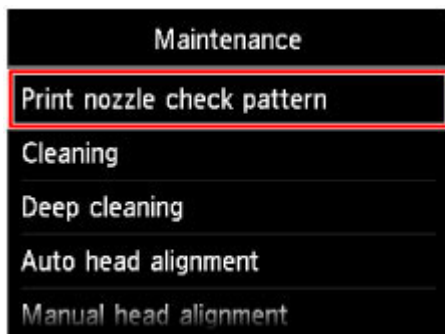 Maintenance
Print nozzle check pattern
Cleaning
Deep cleaning
Auto head alignment
Manual head alignment